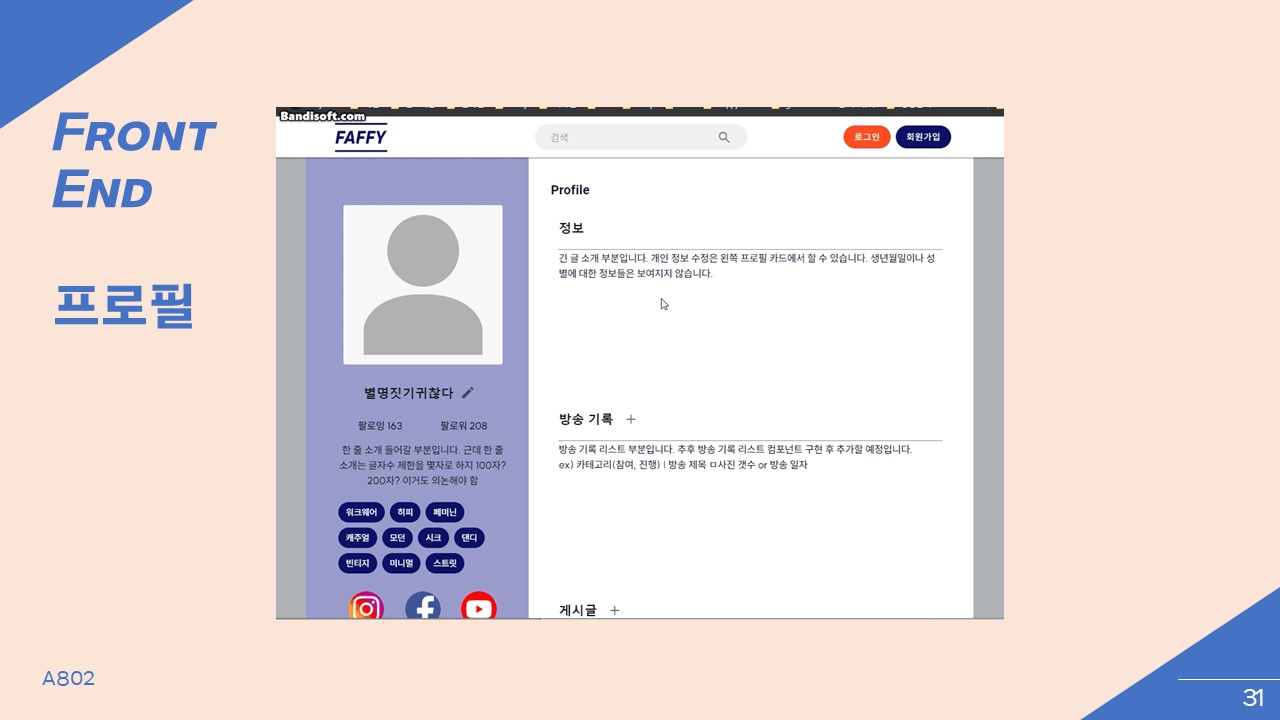 FRONT
END
프로필
Bandisoft.com
FAFFY
검색
로그인
회원가입
별명짓기귀찮다
팔로잉 163 팔로워 208
한 줄 소개 들어갈 부분입니다. 근데 한 줄
소개는 글자수 제한을 몇자로 하지 100자?
200자? 이거도 의논해야 함
워크웨어 히피 페미닌
캐주얼 모던 시크 댄디
빈티지 미니멀 스트릿
Profile
정보
긴 글 소개 부분입니다. 개인 정보 수정은 왼쪽 프로필 카드에서 할 수 있습니다. 생년월일이나 성
별에 대한 정보들은 보여지지 않습니다.
방송 기록 +
방송 기록 리스트 부분입니다. 추후 방송 기록 리스트 컴포넌트 구현 후 추가할 예정입니다.
ex) 카테고리(참여, 진행) | 방송 제목 ㅁ사진 갯수 or 방송 일자
게시글 +
A802
31